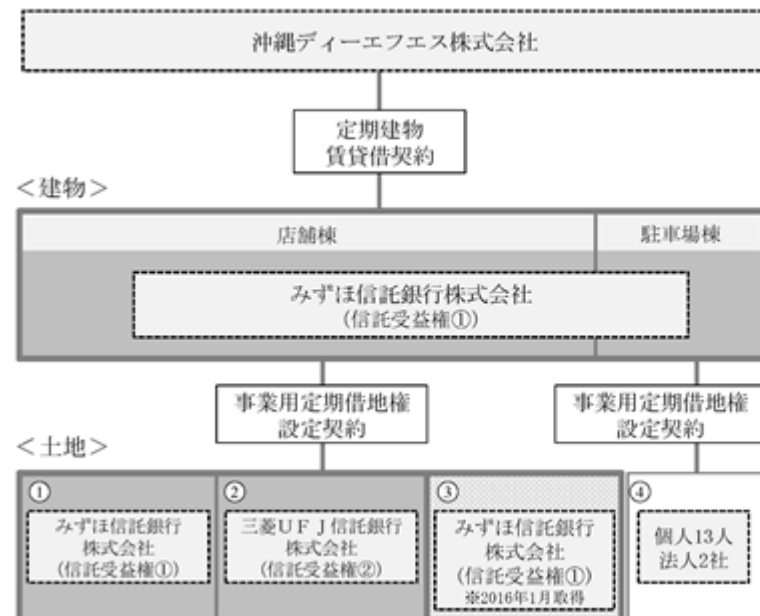 沖縄ディーエフエス株式会社
定期建物
賃貸借契約
＜建物＞
店舗棟
駐車場棟
みずほ信託銀行株式会社
(信託受益権①)
事業用定期借地権
設定契約
事業用定期借地権
設定契約
＜土地＞
①
みずほ信託銀行
株式会社
(信託受益権①)
②
三菱ＵＦＪ信託銀行
株式会社
(信託受益権②)
③
みずほ信託銀行
株式会社
(信託受益権①)
※2016年1月取得
④
個人13人
法人2社